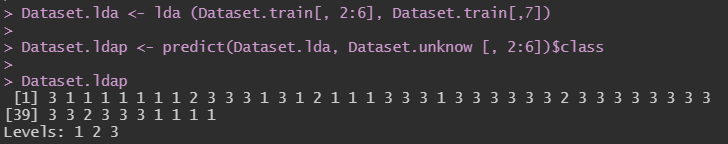 > Dataset.lda <- lda (Dataset.train[, 2:6], Dataset.train[,7])
>
> Dataset.ldap <- predict(Dataset.lda, Dataset.unknow [, 2:6])$class
>
> Dataset.ldap
[1] 3 1 1 1 1 1 1 1 2 3 3 3 1 3 1 2 1 1 1 3 3 3 1 3 3 3 3 3 3 2 3 3 3 3 3 3 3 3
[39] 3 3 2 3 3 3 1 1 1 1
Levels: 1 2 3